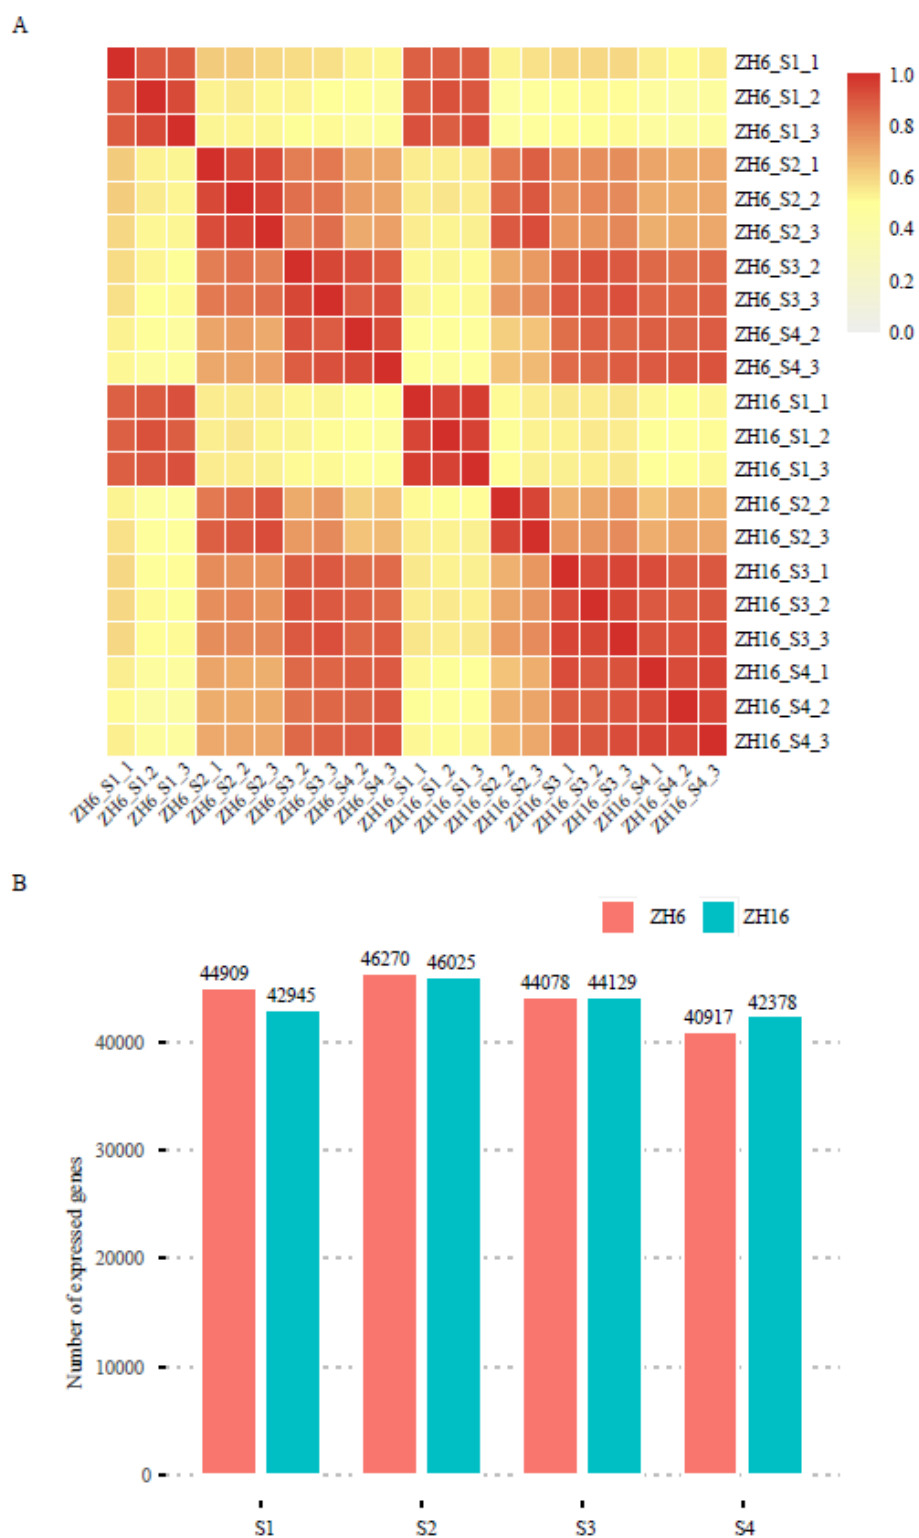 A
ZH6_S1_1
ZH6_S1_2
ZH6_S1_3
ZH6_S2_1
ZH6_S2_2
ZH6_S2_3
ZH6_S3_2
ZH6_S3_3
ZH6_S4_2
ZH6_S4_3
ZH16_S1_1
ZH16_S1_2
ZH16_S1_3
ZH16_S2_2
ZH16_S2_3
ZH16_S3_1
ZH16_S3_2
ZH16_S3_3
ZH16_S4_1
ZH16_S4_2
ZH16_S4_3
1.0
0.8
0.6
0.4
0.2
0.0
ZH6_S1_1
ZH6_S1_2
ZH6_S1_3
ZH6_S2_1
ZH6_S2_2
ZH6_S2_3
ZH6_S3_2
ZH6_S3_3
ZH6_S4_2
ZH6_S4_3
ZH16_S1_1
ZH16_S1_2
ZH16_S1_3
ZH16_S2_2
ZH16_S2_3
ZH16_S3_1
ZH16_S3_2
ZH16_S3_3
ZH16_S4_1
ZH16_S4_2
ZH16_S4_3
B
ZH6 ZH16
44909 42945 46270 46025 44078 44129 40917 42378
Number of expressed genes
40000
30000
20000
10000
0
S1 S2 S3 S4